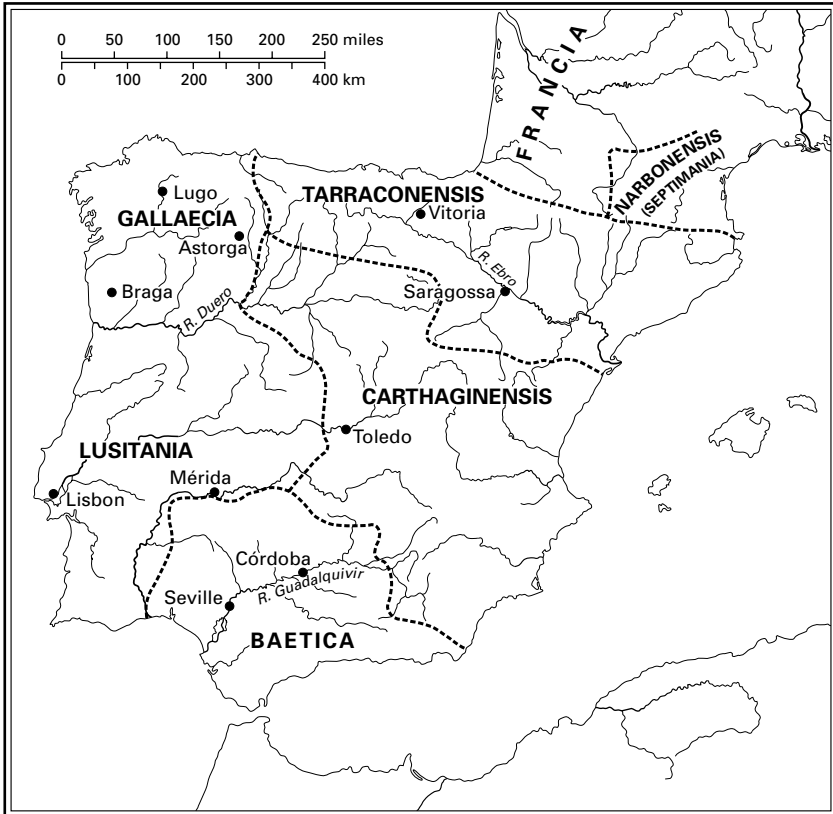 0 50 100 150 200 250 miles
0 100 200 300 400 km
FRANCIA
NARBONENSIS
(SEPTIMANIA)
Lugo
TARRACONENSIS
GALLAECIA
Vitoria
Astorga
R. Ebro
Braga
Saragossa
R. Duero
CARTHAGINENSIS
Toledo
LUSITANIA
Mérida
Lisbon
Córdoba
R. Guadalquivir
Seville
BAETICA